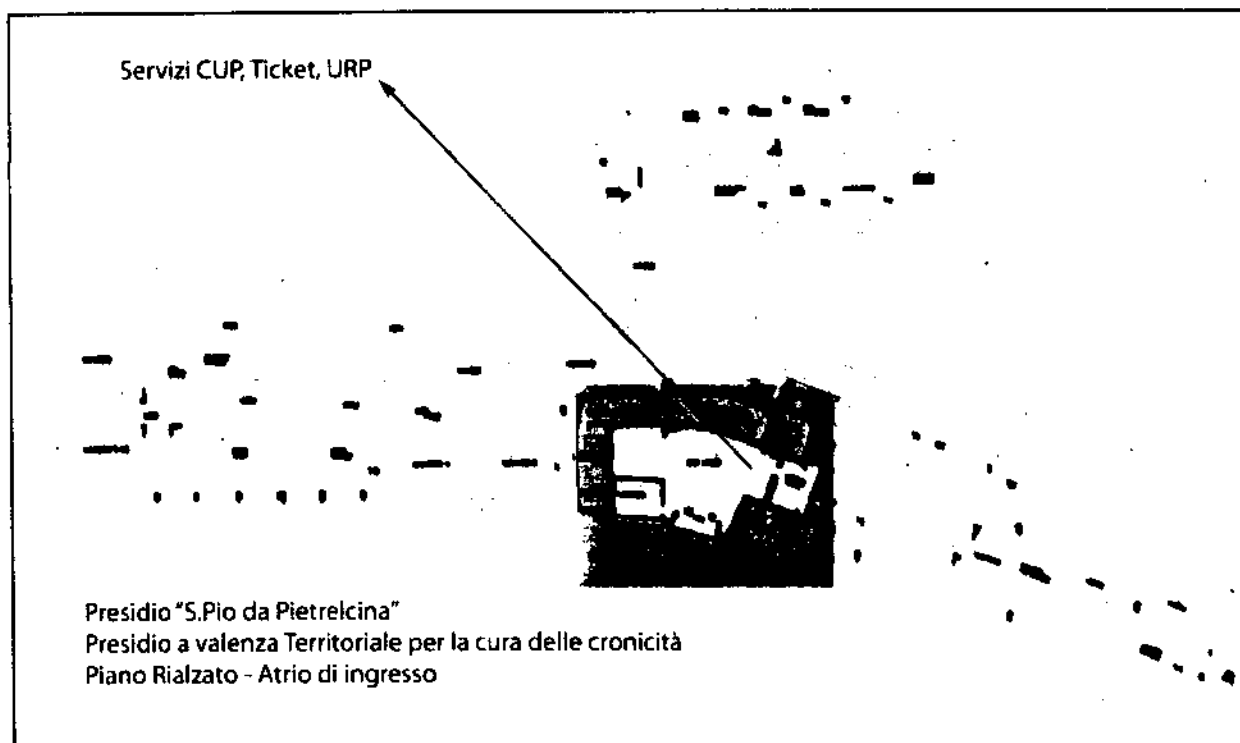 Servizi CUP, Ticket, URP
Presidio "S.Pio da Pietrelcina"
Presidio a valenza Territoriale per la cura delle cronicità
Piano Rialzato - Atrio di ingresso